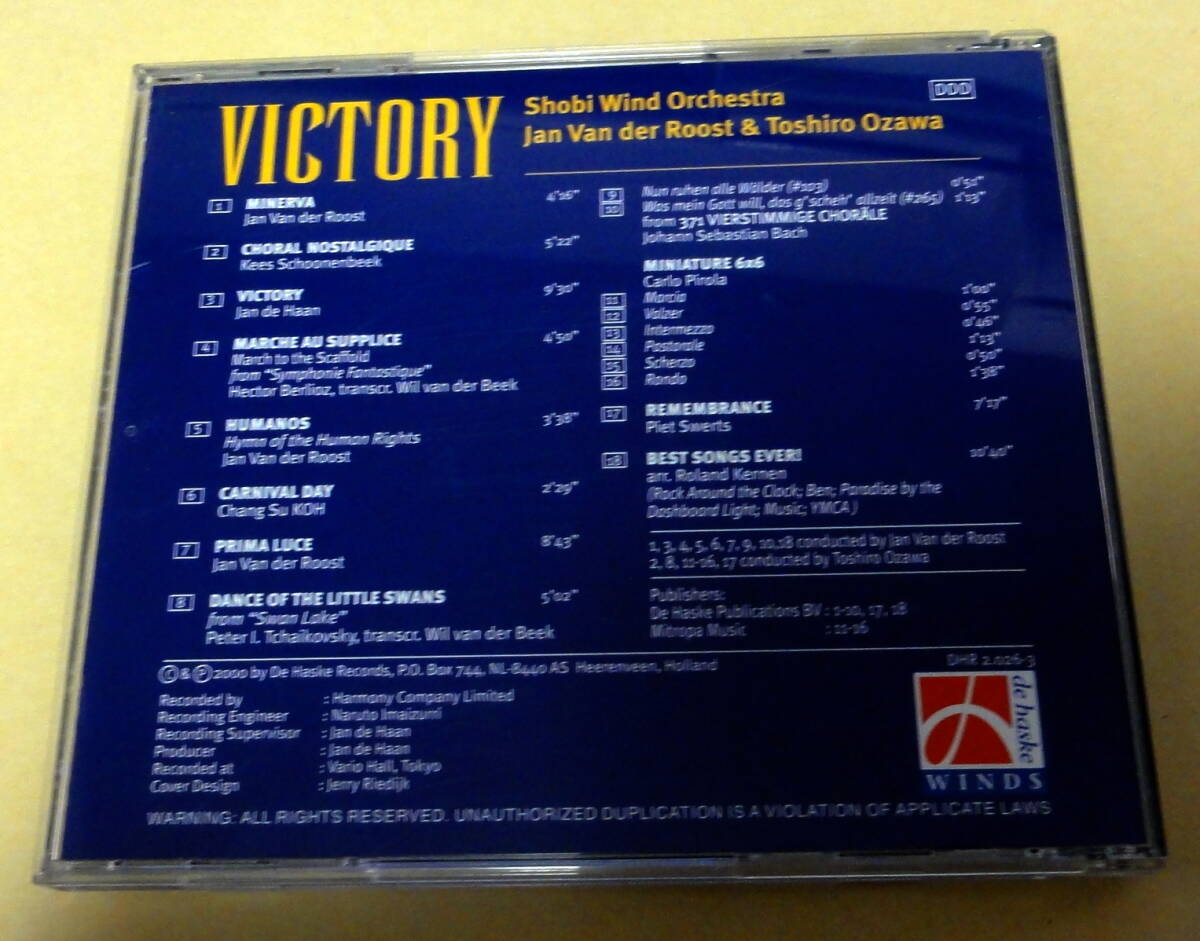 VICTORY
Shobi Wind Orchestra
Jan Van der Roost & Toshiro Ozawa
DDD
1 MINERVA 4'16"
Jan Van der Roost
2 CHORAL NOSTALGIQUE 5'22"
Kees Schoonenbeek
3 VICTORY 9'30"
Jan de Haan
4 MARCHE AU SUPPLICE 4'50"
March to the Scaffold
from "Symphonie Fantastique"
Hector Berlioz, transcr. Wil van der Beek
5 HUMANOS 3'38"
Hymn of the Human Rights
Jan Van der Roost
6 CARNIVAL DAY 2'29"
Chang Su KOH
7 PRIMA LUCE 8'43"
Jan Van der Roost
8 DANCE OF THE LITTLE SWANS 5'02"
from "Swan Lake"
Peter I. Tchaikovsky, transcr. Wil van der Beek
9 Nun ruhen alle Wälder (#103) 0'51"
10 Was mein Gott will, das g'scheh' allzeit (#265) 1'13"
from 371 VIERSTIMMIGE CHORÄLE
Johann Sebastian Bach
MINIATURE 6x6
Carlo Pirola
11 Marcia 1'00"
12 Valzer 0'55"
13 Intermezzo 0'46"
14 Pastorale 1'13"
15 Scherzo 0'50"
16 Rondo 1'38"
17 REMEMBRANCE 7'17"
Piet Swerts
18 BEST SONGS EVER! 10'40"
arr. Roland Kernen
(Rock Around the Clock; Ben; Paradise by the
Dashboard Light; Music; YMCA)
1, 3, 4, 5, 6, 7, 9, 10,18 conducted by Jan Van der Roost
2, 8, 11-16, 17 conducted by Toshiro Ozawa
Publishers:
De Haske Publications BV : 1-10, 17, 18
Mitropa Music : 11-16
© & ℗ 2000 by De Haske Records, P.O. Box 744, NL-8440 AS Heerenveen, Holland
DHR 2.026-3
Recorded by : Harmony Company Limited
Recording Engineer : Naruto Imaizumi
Recording Supervisor : Jan de Haan
Producer : Jan de Haan
Recorded at : Vario Hall, Tokyo
Cover Design : Jerry Riedijk
de haske
WINDS
WARNING: ALL RIGHTS RESERVED. UNAUTHORIZED DUPLICATION IS A VIOLATION OF APPLICATE LAWS